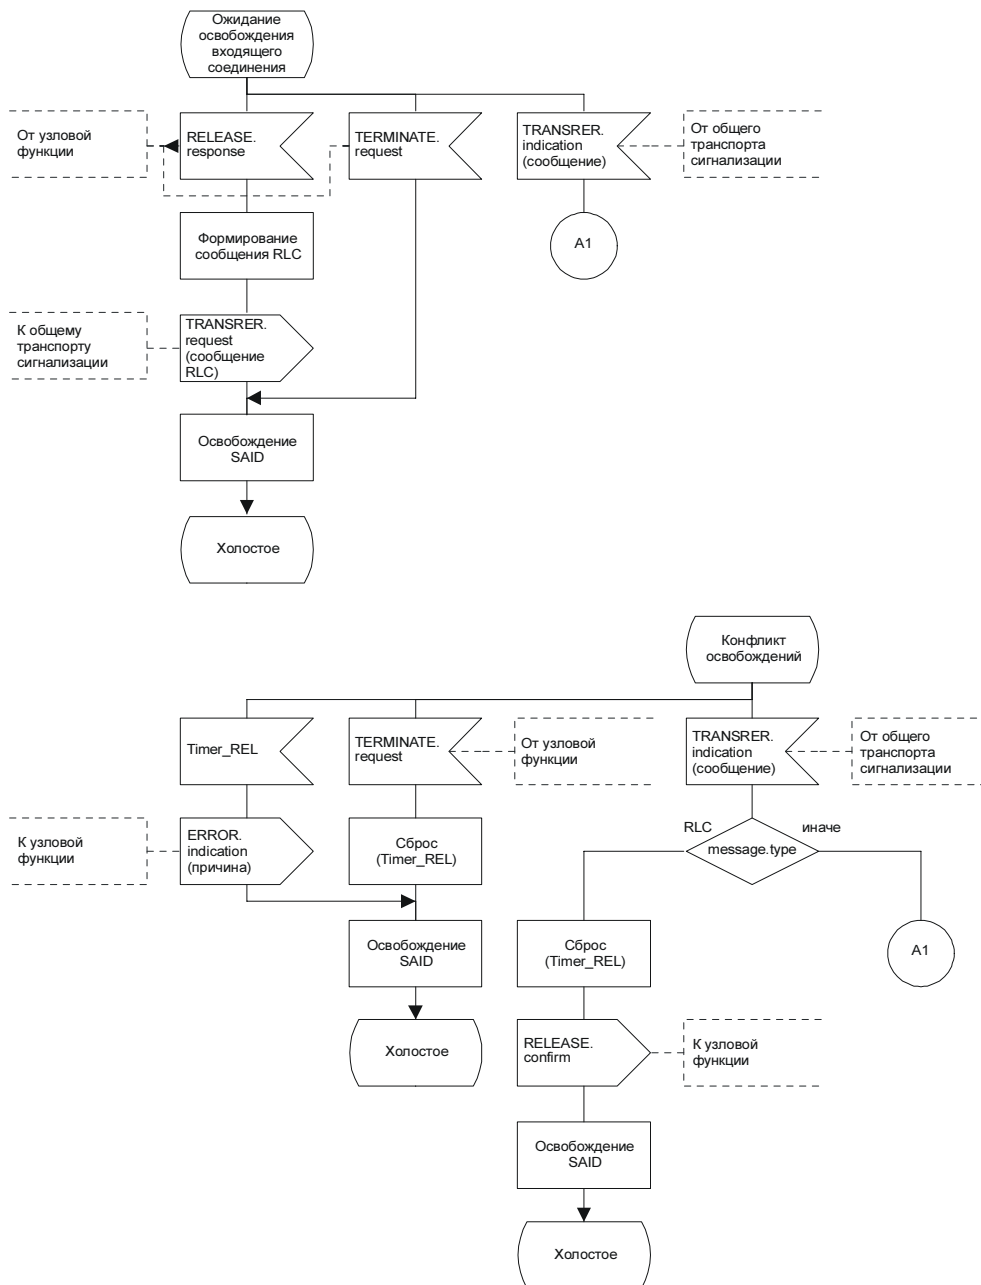 Ожидание
освобождения
входящего
соединения
От узловой
функции
RELEASE.
response
TERMINATE.
request
TRANSRER.
indication
(сообщение)
От общего
транспорта
сигнализации
Формирование
сообщения RLC
A1
К общему
транспорту
сигнализации
TRANSRER.
request
(сообщение
RLC)
Освобождение
SAID
Холостое
Конфликт
освобождений
Timer_REL
TERMINATE.
request
От узловой
функции
TRANSRER.
indication
(сообщение)
От общего
транспорта
сигнализации
К узловой
функции
ERROR.
indication
(причина)
Сброс
(Timer_REL)
RLC
иначе
message.type
Освобождение
SAID
Сброс
(Timer_REL)
A1
Холостое
RELEASE.
confirm
К узловой
функции
Освобождение
SAID
Холостое